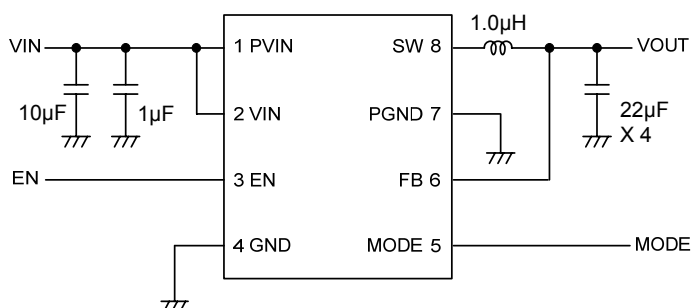 1.0µH
VIN
1 PVIN
SW 8
VOUT
10µF
1µF
2 VIN
PGND 7
22µF
X 4
EN
3 EN
FB 6
4 GND
MODE 5
MODE